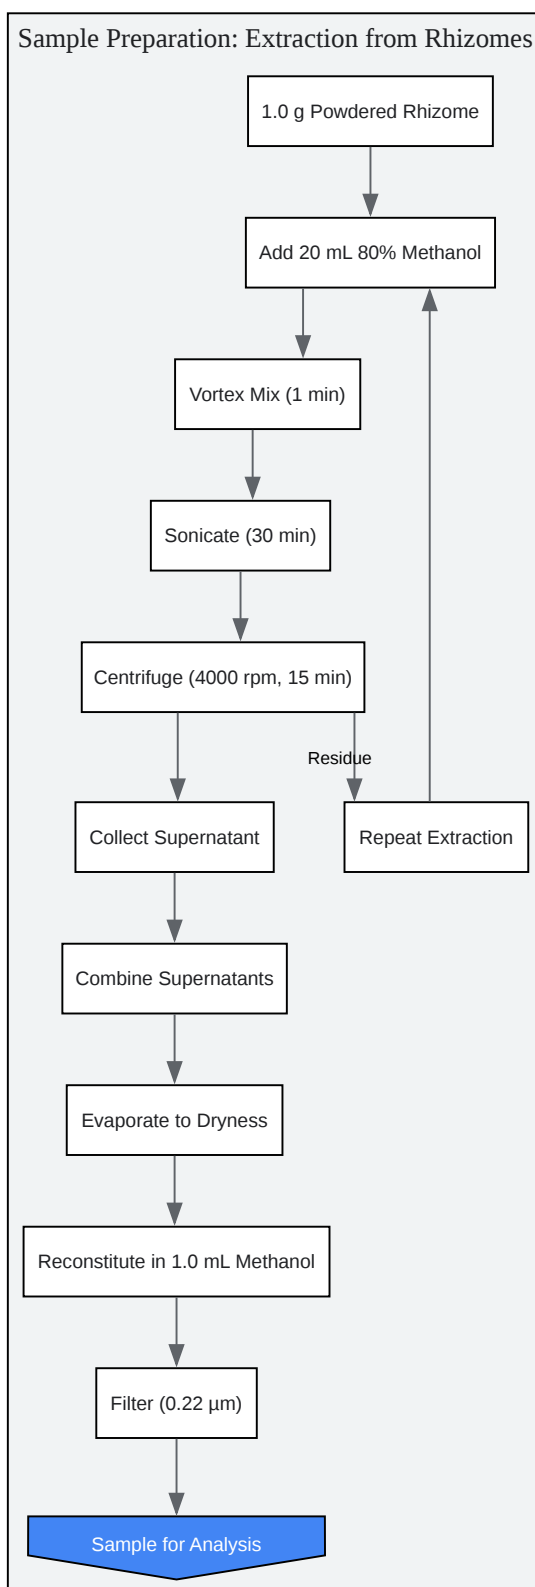 Sample Preparation: Extraction from Rhizomes
1.0 g Powdered Rhizome
Add 20 mL 80% Methanol
Vortex Mix (1 min)
Sonicate (30 min)
Centrifuge (4000 rpm, 15 min)
Residue
Collect Supernatant
Repeat Extraction
Combine Supernatants
Evaporate to Dryness
Reconstitute in 1.0 mL Methanol
Filter (0.22 µm)
Sample for Analysis